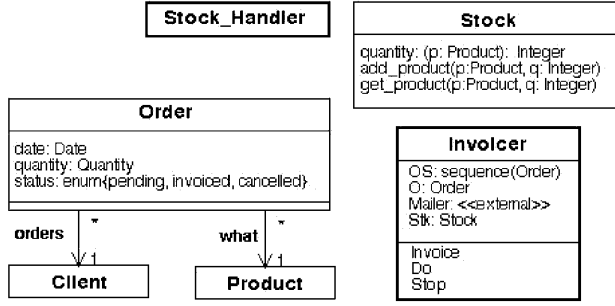 Stock_Handler
Stock
quantity: (p: Product): Integer
add_product(p:Product, q: Integer)
get_product(p:Product, q: Integer)
Order
date: Date
quantity: Quantity
status: enum{pending, invoiced, cancelled}
Invoicer
OS: sequence(Order)
O: Order
Mailer: <<external>>
Stk: Stock
Invoice
Do
Stop
orders
*
1
what
*
1
Client
Product